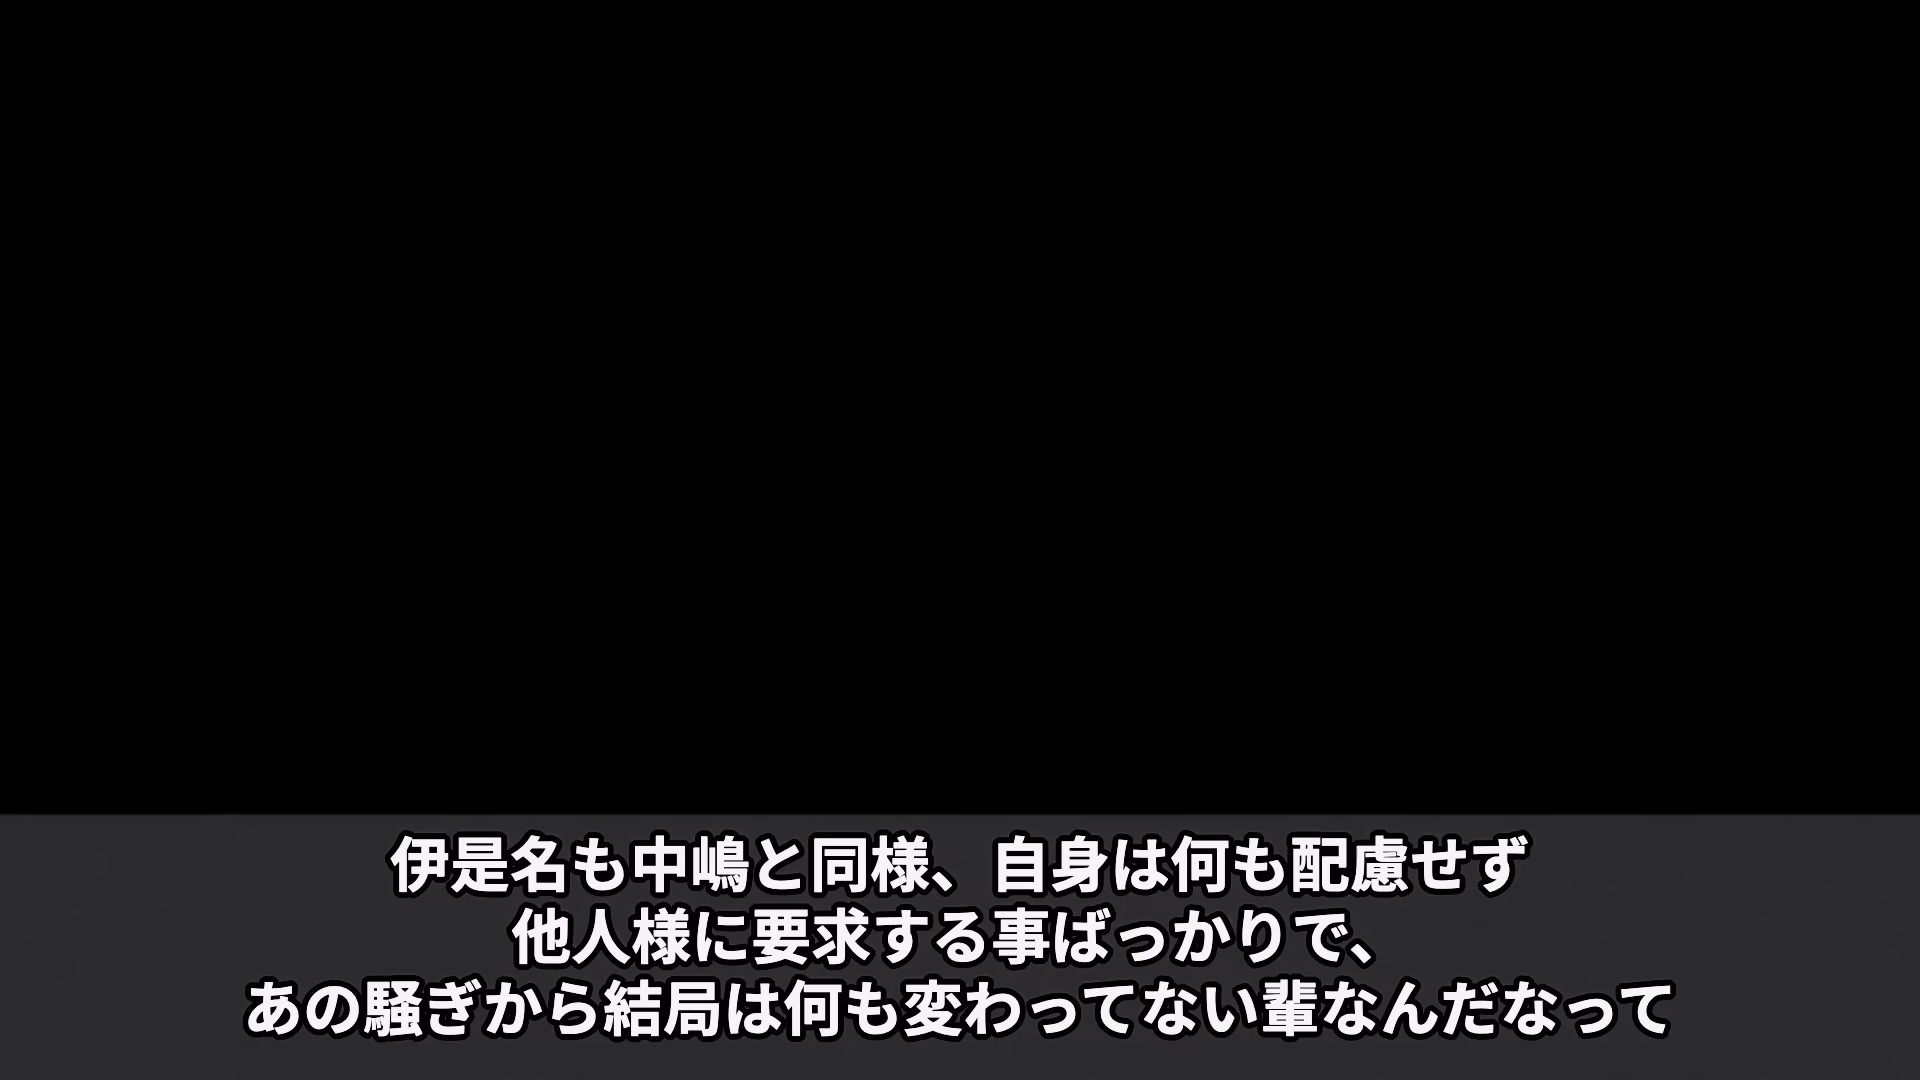 伊是名も中嶋と同様、自身は何も配慮せず
他人様に要求する事ばっかりで、
あの騒ぎから結局は何も変わってない輩なんだなって